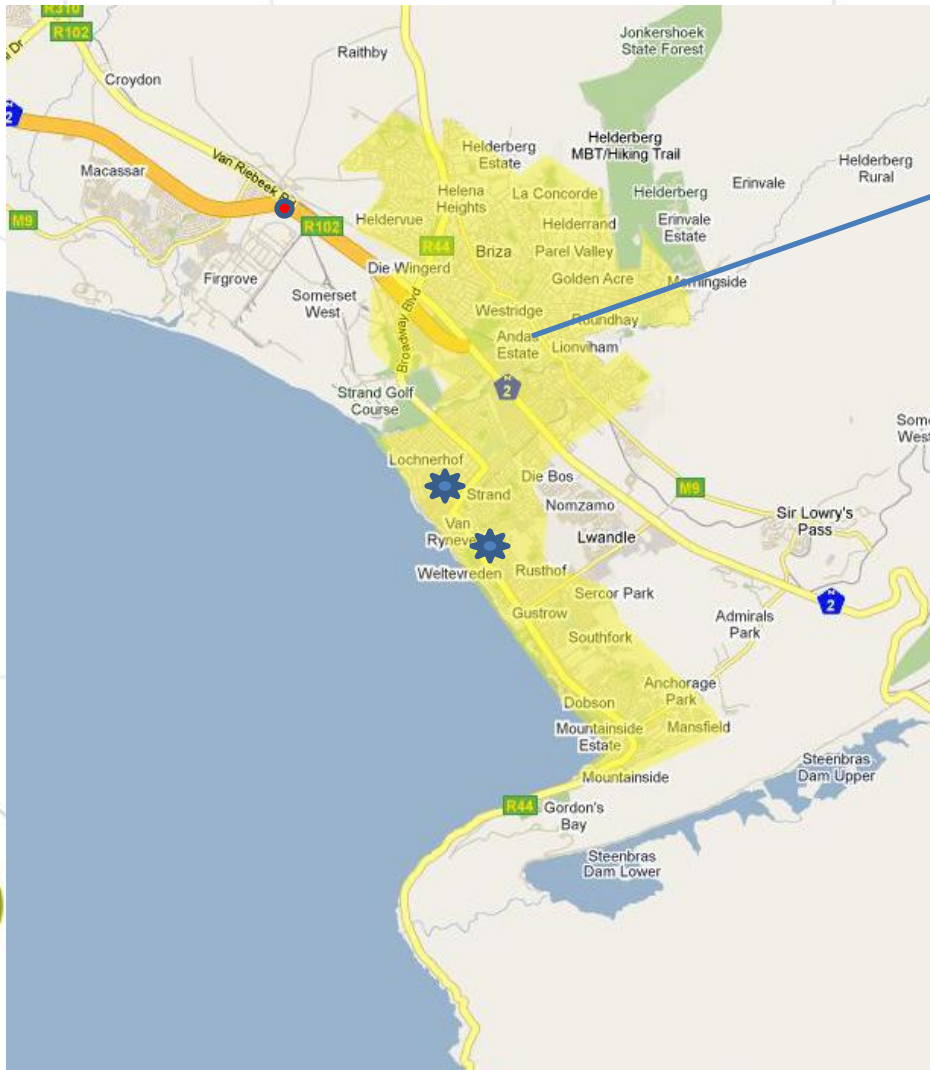 R310
R102
al Dr
Raithby
Jonkershoek
State Forest
Croydon
N
2
Van Riebeek
Helderberg
Estate
Helderberg
MBT/Hiking Trail
Macassar
Helena
Heights
La Concorde
Helderberg
Erinvale
Helderberg
Rural
M9
R102
Heldervue
R44
Helderrand
Erinvale
Estate
Briza
Parel Valley
Die Wingerd
Golden Acre
Morningside
Firgrove
Somerset
West
Broadway Blvd
Westridge
Roundhay
Andas
Estate
Lionviham
Strand Golf
Course
N
2
Some
West
Lochnerhof
Die Bos
Strand
Nomzamo
M9
Sir Lowry's
Pass
Van
Ryneve
Lwandle
Weltevreden
Rusthof
Sercor Park
N
2
Gustrow
Admirals
Park
Southfork
Anchorage
Park
Dobson
Mansfield
Mountainside
Estate
Mountainside
Steenbras
Dam Upper
R44
Gordon's
Bay
Steenbras
Dam Lower